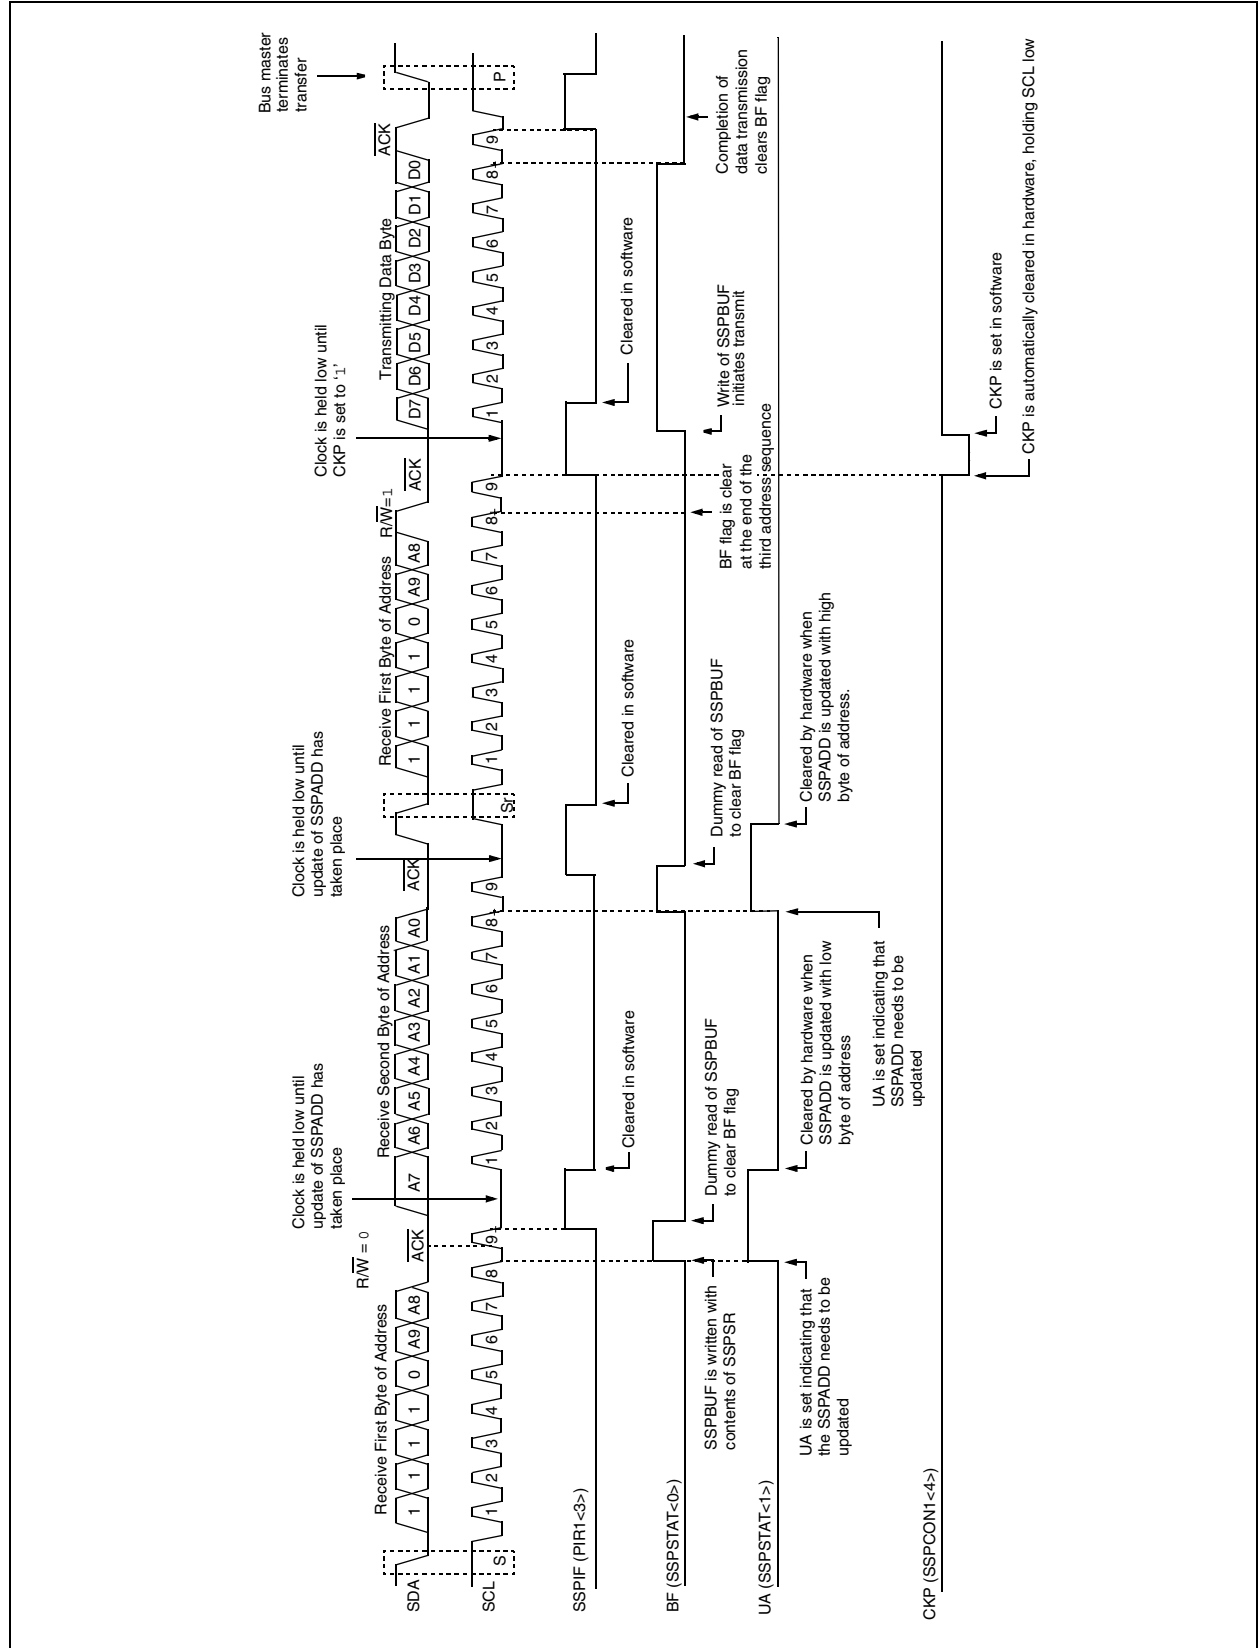 Bus master
terminates
transfer
Clock is held low until
update of SSPADD has
taken place
Clock is held low until
update of SSPADD has
taken place
Clock is held low until
CKP is set to ‘1’
R/W = 0
R/W=1
Receive First Byte of Address
Receive Second Byte of Address
Receive First Byte of Address
Transmitting Data Byte
SDA
1 1 1 1 0 A9 A8 ACK
A7 A6 A5 A4 A3 A2 A1 A0 ACK
1 1 1 1 0 A9 A8 ACK
D7 D6 D5 D4 D3 D2 D1 D0 ACK
SCL
S 1 2 3 4 5 6 7 8 9
1 2 3 4 5 6 7 8 9
Sr 1 2 3 4 5 6 7 8 9
1 2 3 4 5 6 7 8 9 P
SSPIF (PIR1<3>)
Cleared in software
Cleared in software
Cleared in software
BF (SSPSTAT<0>)
SSPBUF is written with
contents of SSPSR
Dummy read of SSPBUF
to clear BF flag
Dummy read of SSPBUF
to clear BF flag
BF flag is clear
at the end of the
third address sequence
Write of SSPBUF
initiates transmit
Completion of
data transmission
clears BF flag
UA (SSPSTAT<1>)
UA is set indicating that
the SSPADD needs to be
updated
Cleared by hardware when
SSPADD is updated with low
byte of address
UA is set indicating that
SSPADD needs to be
updated
Cleared by hardware when
SSPADD is updated with high
byte of address.
CKP (SSPCON1<4>)
CKP is set in software
CKP is automatically cleared in hardware, holding SCL low